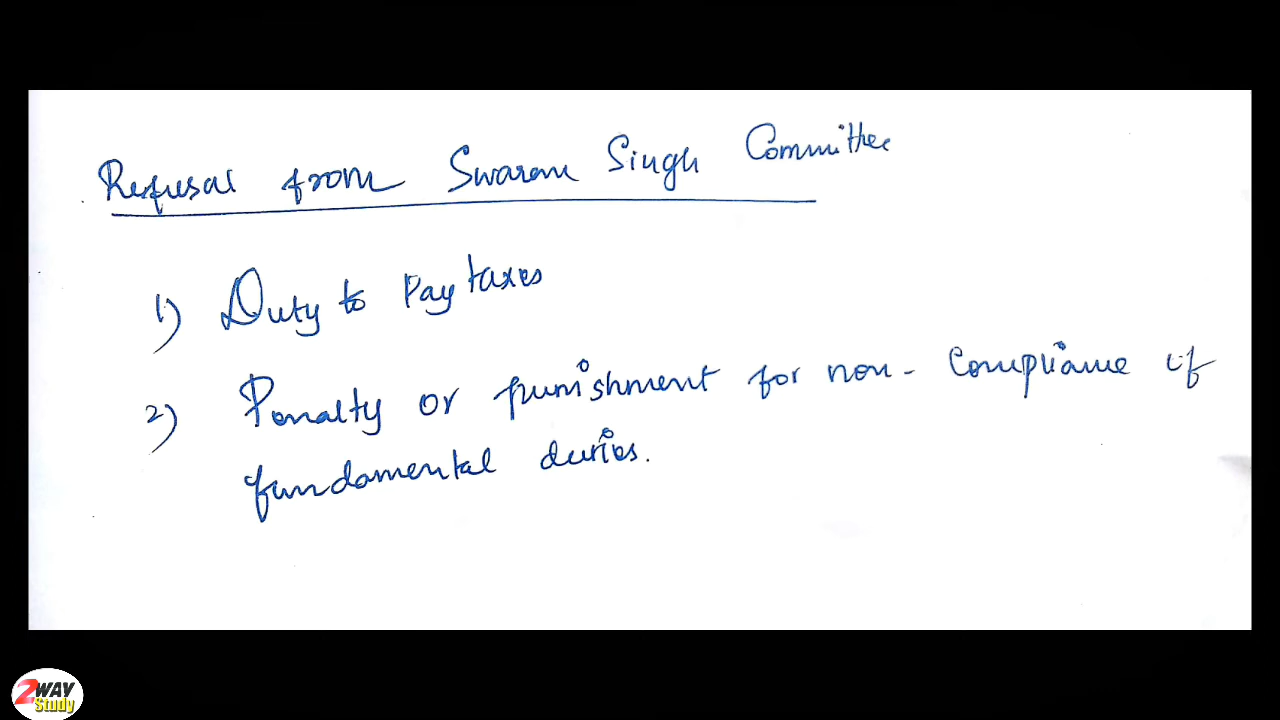 Refusal from Swaran Singh Committee
1) Duty to Pay taxes
2) Penalty or punishment for non-Compliance of
fundamental duties.
2WAY
Study